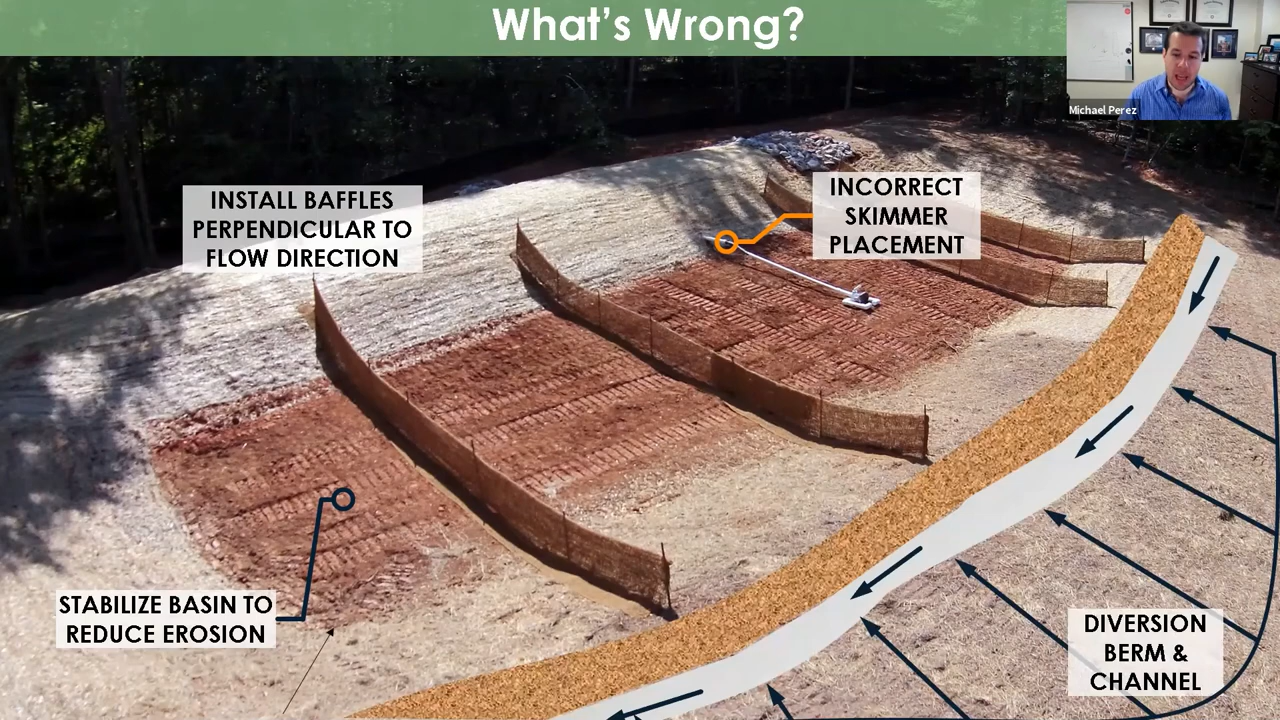 What's Wrong?
Michael Perez
INSTALL BAFFLES
PERPENDICULAR TO
FLOW DIRECTION
INCORRECT
SKIMMER
PLACEMENT
STABILIZE BASIN TO
REDUCE EROSION
DIVERSION
BERM &
CHANNEL